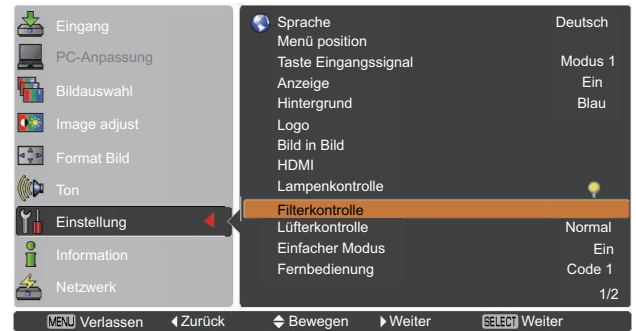 Eingang
PC-Anpassung
Bildauswahl
Image adjust
Format Bild
Ton
Einstellung
Information
Netzwerk
Sprache Deutsch
Menü position
Taste Eingangssignal Modus 1
Anzeige Ein
Hintergrund Blau
Logo
Bild in Bild
HDMI
Lampenkontrolle
Filterkontrolle
Lüfterkontrolle Normal
Einfacher Modus Ein
Fernbedienung Code 1
1/2
MENU Verlassen Zurück Bewegen Weiter SELECT Weiter